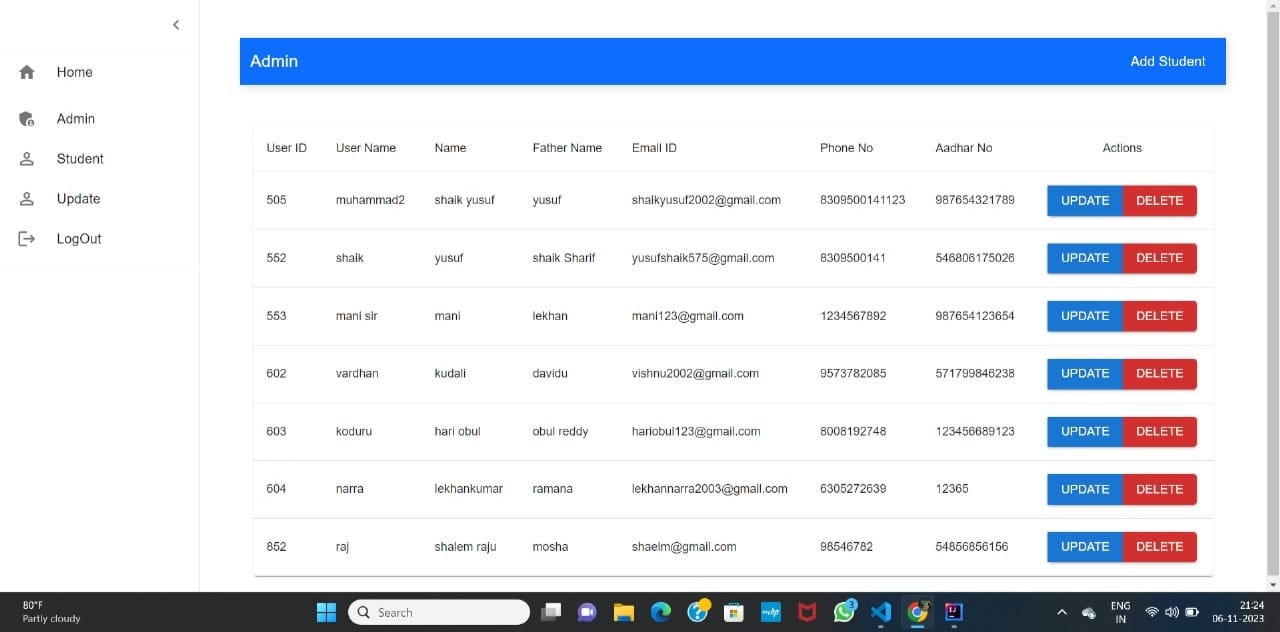 Home
Admin
Student
Update
LogOut
Admin Add Student
User ID User Name Name Father Name Email ID Phone No Aadhar No Actions
505 muhammad2 shaik yusuf yusuf shaikyusuf2002@gmail.com 8309500141123 987654321789 UPDATE DELETE
552 shaik yusuf shaik Sharif yusufshaik575@gmail.com 8309500141 546806175026 UPDATE DELETE
553 mani sir mani lekhan mani123@gmail.com 1234567892 987654123654 UPDATE DELETE
602 vardhan kudali davidu vishnu2002@gmail.com 9573782085 571799846238 UPDATE DELETE
603 koduru hari obul obul reddy hariobul123@gmail.com 8008192748 123456689123 UPDATE DELETE
604 narra lekhankumar ramana lekhannarra2003@gmail.com 6305272639 12365 UPDATE DELETE
852 raj shalem raju mosha shaelm@gmail.com 98546782 54856856156 UPDATE DELETE
80°F
Partly cloudy
Search
ENG
IN
21:24
06-11-2023